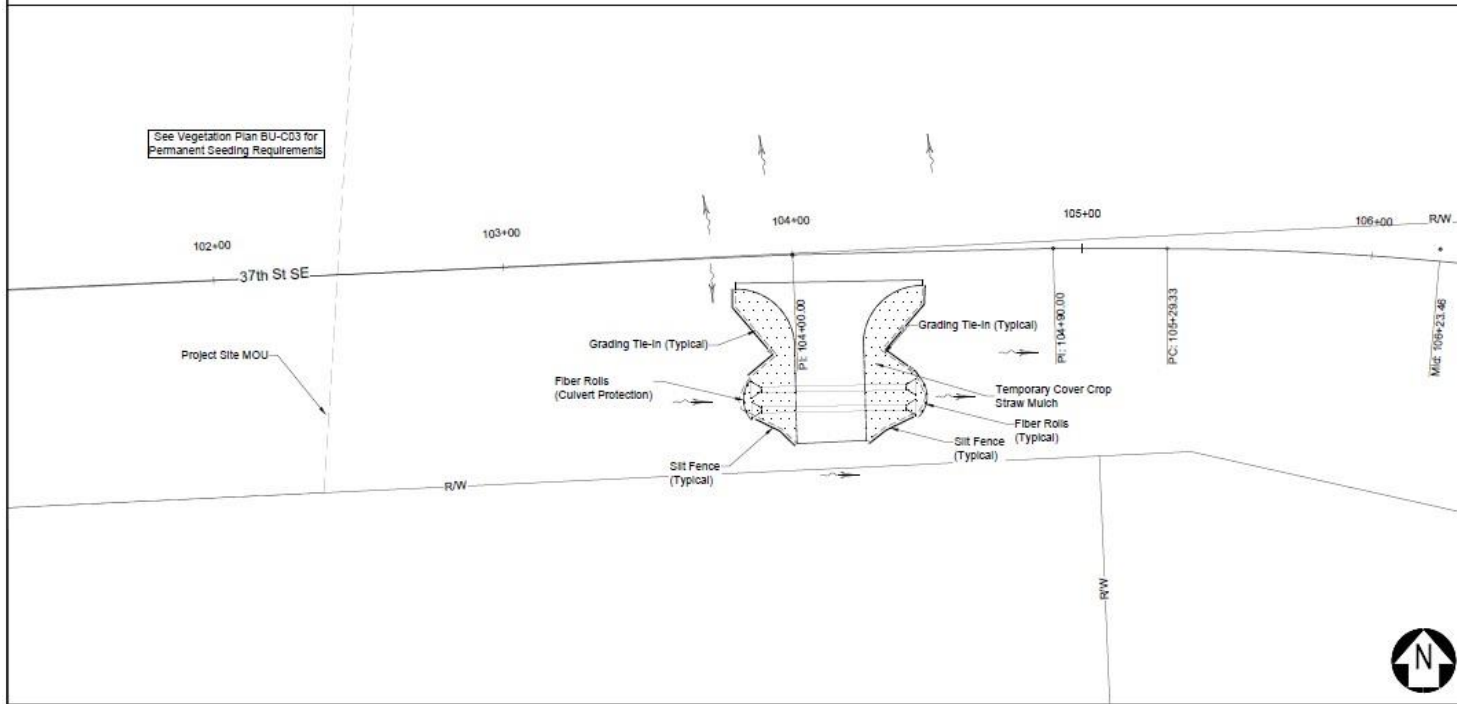 See Vegetation Plan BU-C03 for
Permanent Seeding Requirements
102+00
103+00
104+00
105+00
106+00
R/W
37th St SE
Project Site MOU
Grading Tie-In (Typical)
Grading Tie-In (Typical)
PI: 104+00.00
PI: 104+90.00
PC: 105+29.33
Mid: 106+23.46
Fiber Rolls
(Culvert Protection)
Temporary Cover Crop
Straw Mulch
Fiber Rolls
(Typical)
Silt Fence
(Typical)
Silt Fence
(Typical)
R/W
R/W
N